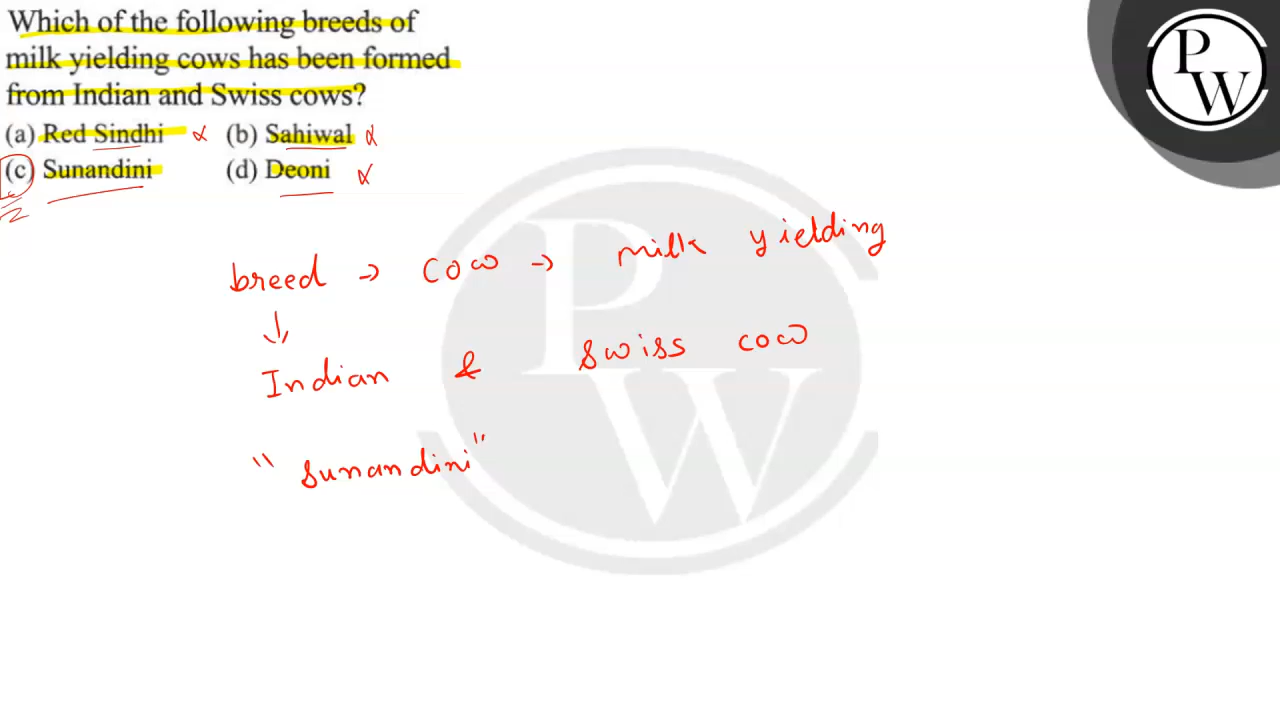 Which of the following breeds of
milk yielding cows has been formed
from Indian and Swiss cows?
(a) Red Sindhi (b) Sahiwal
(c) Sunandini (d) Deoni
breed → cow → milk yielding
↓
Indian & swiss cow
"sunandini"
P
W
P
W